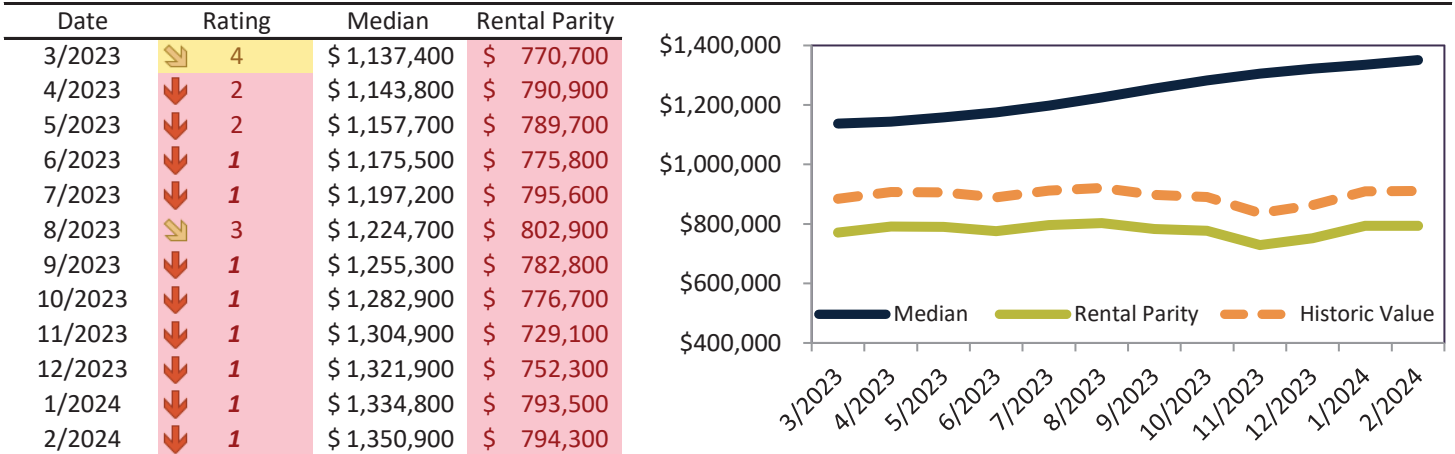 Date Rating Median Rental Parity
3/2023 4 $ 1,137,400 $ 770,700
4/2023 2 $ 1,143,800 $ 790,900
5/2023 2 $ 1,157,700 $ 789,700
6/2023 1 $ 1,175,500 $ 775,800
7/2023 1 $ 1,197,200 $ 795,600
8/2023 3 $ 1,224,700 $ 802,900
9/2023 1 $ 1,255,300 $ 782,800
10/2023 1 $ 1,282,900 $ 776,700
11/2023 1 $ 1,304,900 $ 729,100
12/2023 1 $ 1,321,900 $ 752,300
1/2024 1 $ 1,334,800 $ 793,500
2/2024 1 $ 1,350,900 $ 794,300
$1,400,000
$1,200,000
$1,000,000
$800,000
$600,000
$400,000
Median Rental Parity Historic Value
3/2023 4/2023 5/2023 6/2023 7/2023 8/2023 9/2023 10/2023 11/2023 12/2023 1/2024 2/2024